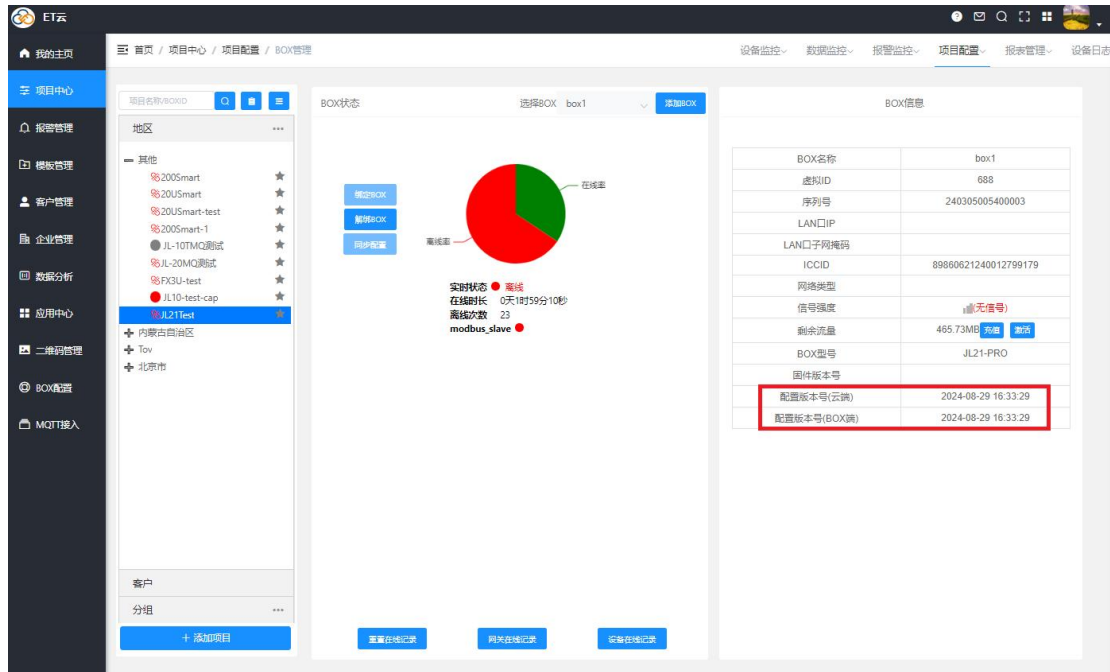 ET云
我的主页
项目中心
报警管理
模板管理
客户管理
企业管理
数据分析
应用中心
二维码管理
BOX配置
MQTT接入
首页 / 项目中心 / 项目配置 / BOX管理
设备监控
数据监控
报警监控
项目配置
报表管理
设备日志
项目名称/BOXID
地区
其他
200Smart
20USmart
20USmart-test
200Smart-1
JL-10TMQ测试
JL-20MQ测试
FX3U-test
JL10-test-cap
JL21Test
内蒙古自治区
Tov
北京市
客户
分组
+ 添加项目
BOX状态
选择BOX box1
添加BOX
绑定BOX
解绑BOX
同步配置
在线率
离线率
实时状态 离线
在线时长 0天1时59分10秒
离线次数 23
modbus_slave
重置在线记录
网关在线记录
设备在线记录
BOX信息
BOX名称 box1
虚拟ID 688
序列号 240305005400003
LAN口IP
LAN口子网掩码
ICCID 89860621240012799179
网络类型
信号强度 (无信号)
剩余流量 465.73MB 充值 激活
BOX型号 JL21-PRO
固件版本号
配置版本号(云端) 2024-08-29 16:33:29
配置版本号(BOX端) 2024-08-29 16:33:29